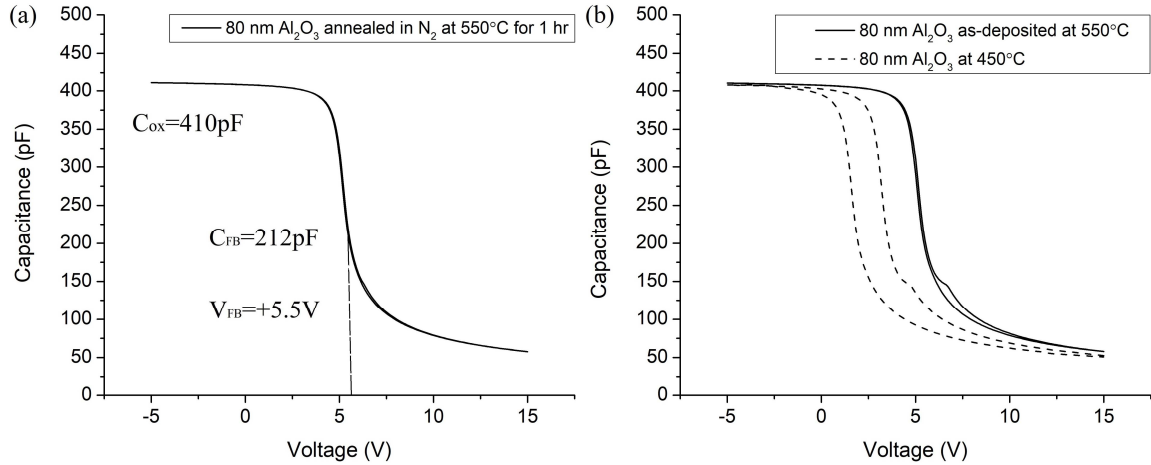 (a)
80 nm Al₂O₃ annealed in N₂ at 550°C for 1 hr
500
450
400
350
300
250
200
150
100
50
0
Capacitance (pF)
Cox=410pF
CFB=212pF
VFB=+5.5V
-5
0
5
10
15
Voltage (V)
(b)
80 nm Al₂O₃ as-deposited at 550°C
80 nm Al₂O₃ at 450°C
500
450
400
350
300
250
200
150
100
50
0
Capacitance (pF)
-5
0
5
10
15
Voltage (V)